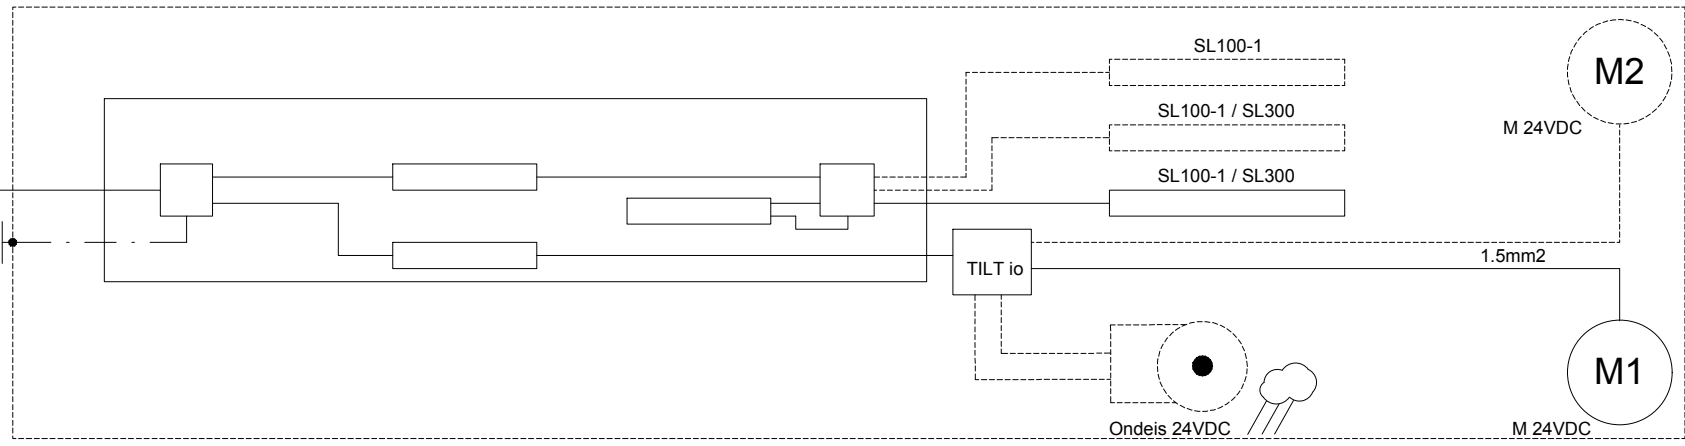 SL100-1
M2
SL100-1 / SL300
M 24VDC
SL100-1 / SL300
1.5mm2
TILT io
M1
Ondeis 24VDC
M 24VDC